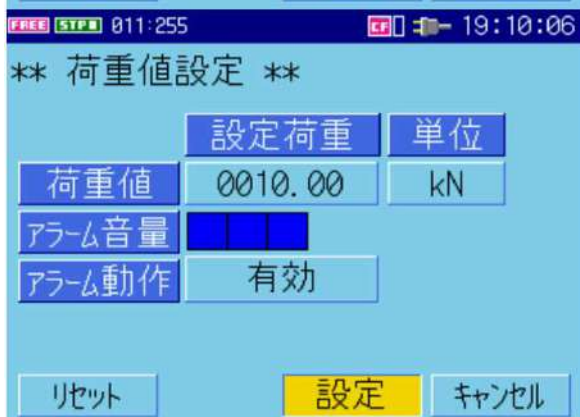 FREE STP■ 011:255 CF 19:10:06
** 荷重値設定 **
設定荷重 単位
荷重値 0010.00 kN
アラーム音量
アラーム動作 有効
リセット 設定 キャンセル